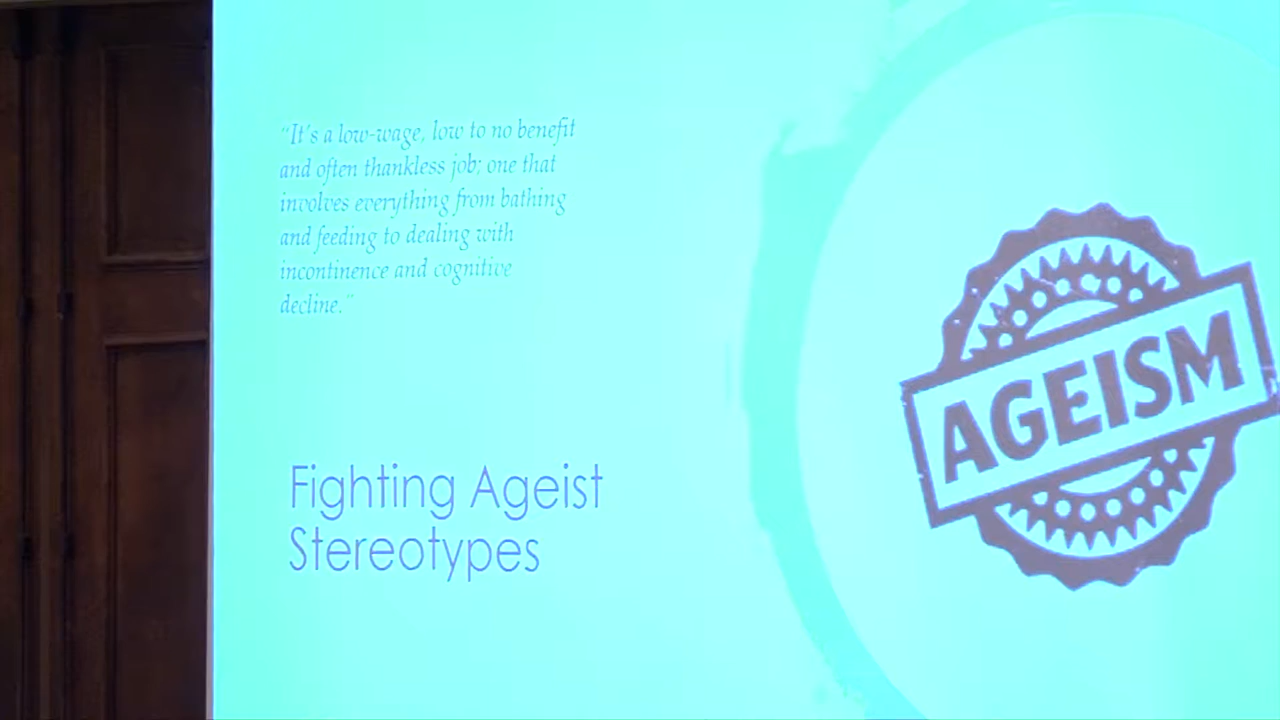 “It's a low-wage, low to no benefit
and often thankless job; one that
involves everything from bathing
and feeding to dealing with
incontinence and cognitive
decline.”
Fighting Ageist
Stereotypes
AGEISM